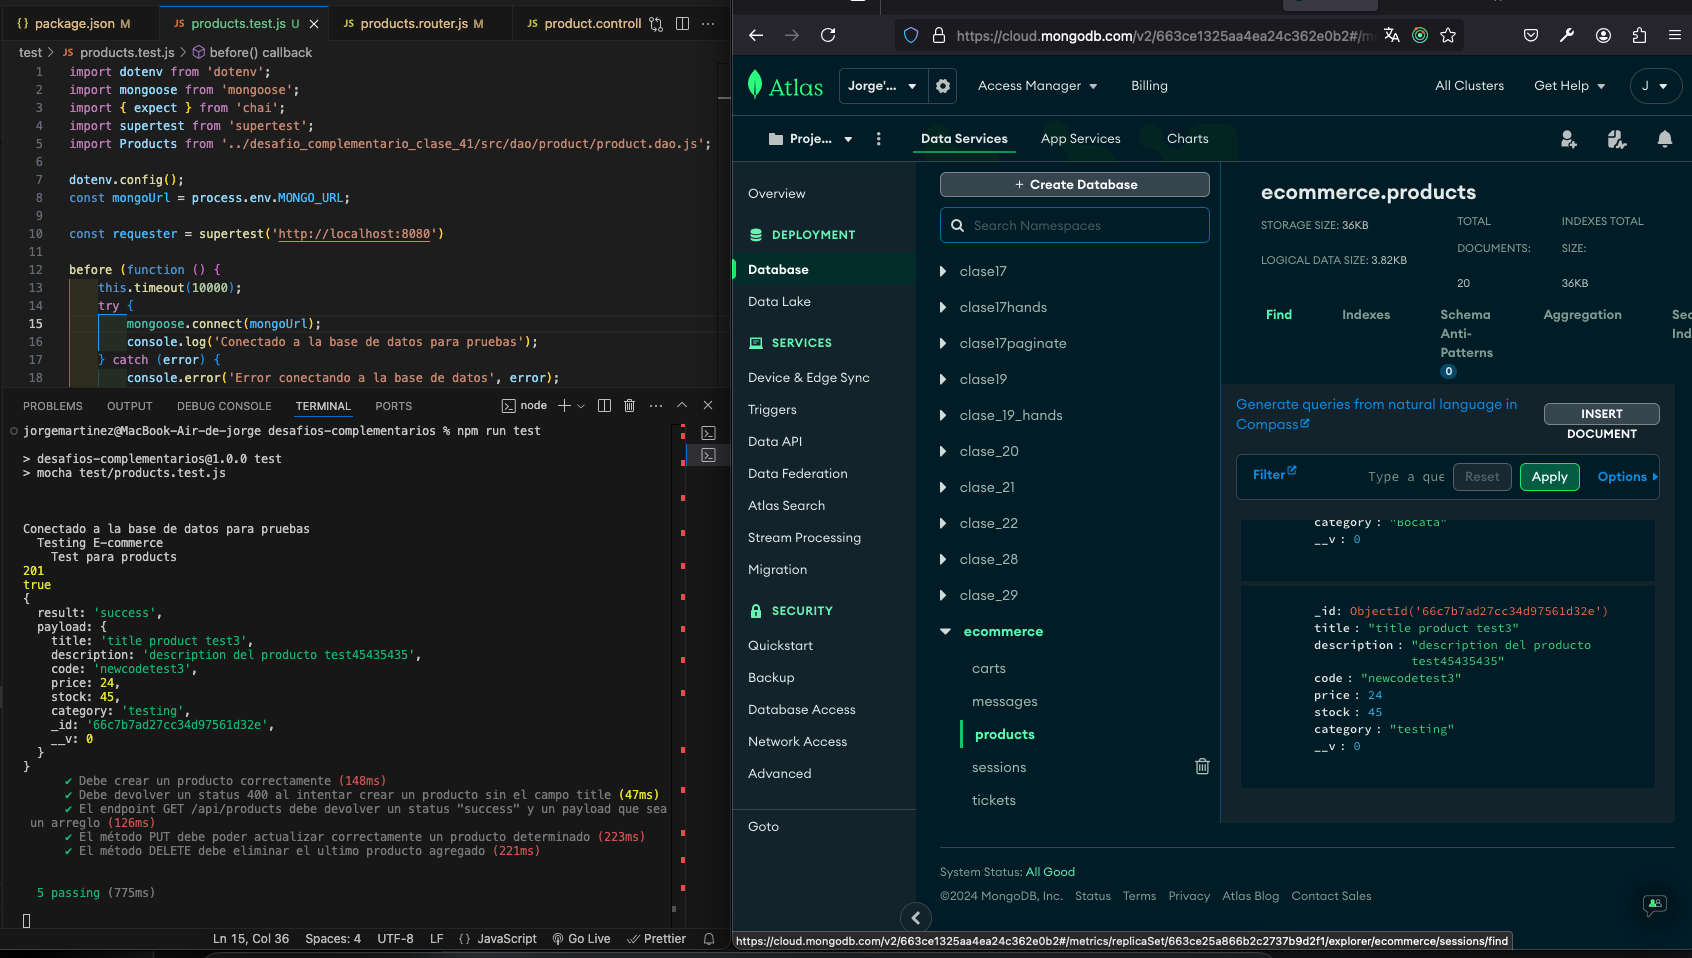 {} package.json M
JS products.test.js U
JS products.router.js M
JS product.controll
test > JS products.test.js > before() callback
1 import dotenv from 'dotenv';
2 import mongoose from 'mongoose';
3 import { expect } from 'chai';
4 import supertest from 'supertest';
5 import Products from '../desafio_complementario_clase_41/src/dao/product/product.dao.js';
6
7 dotenv.config();
8 const mongoUrl = process.env.MONGO_URL;
9
10 const requester = supertest('http://localhost:8080')
11
12 before (function () {
13 this.timeout(10000);
14 try {
15 mongoose.connect(mongoUrl);
16 console.log('Conectado a la base de datos para pruebas');
17 } catch (error) {
18 console.error('Error conectando a la base de datos', error);
PROBLEMS OUTPUT DEBUG CONSOLE TERMINAL PORTS
node
jorgemartinez@MacBook-Air-de-jorge desafios-complementarios % npm run test
> desafios-complementarios@1.0.0 test
> mocha test/products.test.js
Conectado a la base de datos para pruebas
Testing E-commerce
Test para products
201
true
{
result: 'success',
payload: {
title: 'title product test3',
description: 'description del producto test45435435',
code: 'newcodetest3',
price: 24,
stock: 45,
category: 'testing',
_id: '66c7b7ad27cc34d97561d32e',
__v: 0
}
}
✔ Debe crear un producto correctamente (148ms)
✔ Debe devolver un status 400 al intentar crear un producto sin el campo title (47ms)
✔ El endpoint GET /api/products debe devolver un status "success" y un payload que sea
un arreglo (126ms)
✔ El método PUT debe poder actualizar correctamente un producto determinado (223ms)
✔ El método DELETE debe eliminar el ultimo producto agregado (221ms)
5 passing (775ms)
Ln 15, Col 36 Spaces: 4 UTF-8 LF {} JavaScript Go Live Prettier
https://cloud.mongodb.com/v2/663ce1325aa4ea24c362e0b2#/m
Atlas
Jorge'...
Access Manager
Billing
All Clusters
Get Help
J
Proje...
Data Services
App Services
Charts
Overview
DEPLOYMENT
Database
Data Lake
SERVICES
Device & Edge Sync
Triggers
Data API
Data Federation
Atlas Search
Stream Processing
Migration
SECURITY
Quickstart
Backup
Database Access
Network Access
Advanced
Goto
+ Create Database
Search Namespaces
clase17
clase17hands
clase17paginate
clase19
clase_19_hands
clase_20
clase_21
clase_22
clase_28
clase_29
ecommerce
carts
messages
products
sessions
tickets
ecommerce.products
STORAGE SIZE: 36KB
LOGICAL DATA SIZE: 3.82KB
TOTAL
DOCUMENTS:
20
INDEXES TOTAL
SIZE:
36KB
Find
Indexes
Schema
Anti-
Patterns
0
Aggregation
Sea
Ind
Generate queries from natural language in
Compass
INSERT
DOCUMENT
Filter
Type a que
Reset
Apply
Options
category : "Bocata"
__v : 0
_id: ObjectId('66c7b7ad27cc34d97561d32e')
title : "title product test3"
description : "description del producto
test45435435"
code : "newcodetest3"
price : 24
stock : 45
category : "testing"
__v : 0
System Status: All Good
©2024 MongoDB, Inc. Status Terms Privacy Atlas Blog Contact Sales
https://cloud.mongodb.com/v2/663ce1325aa4ea24c362e0b2#/metrics/replicaSet/663ce25a866b2c2737b9d2f1/explorer/ecommerce/sessions/find